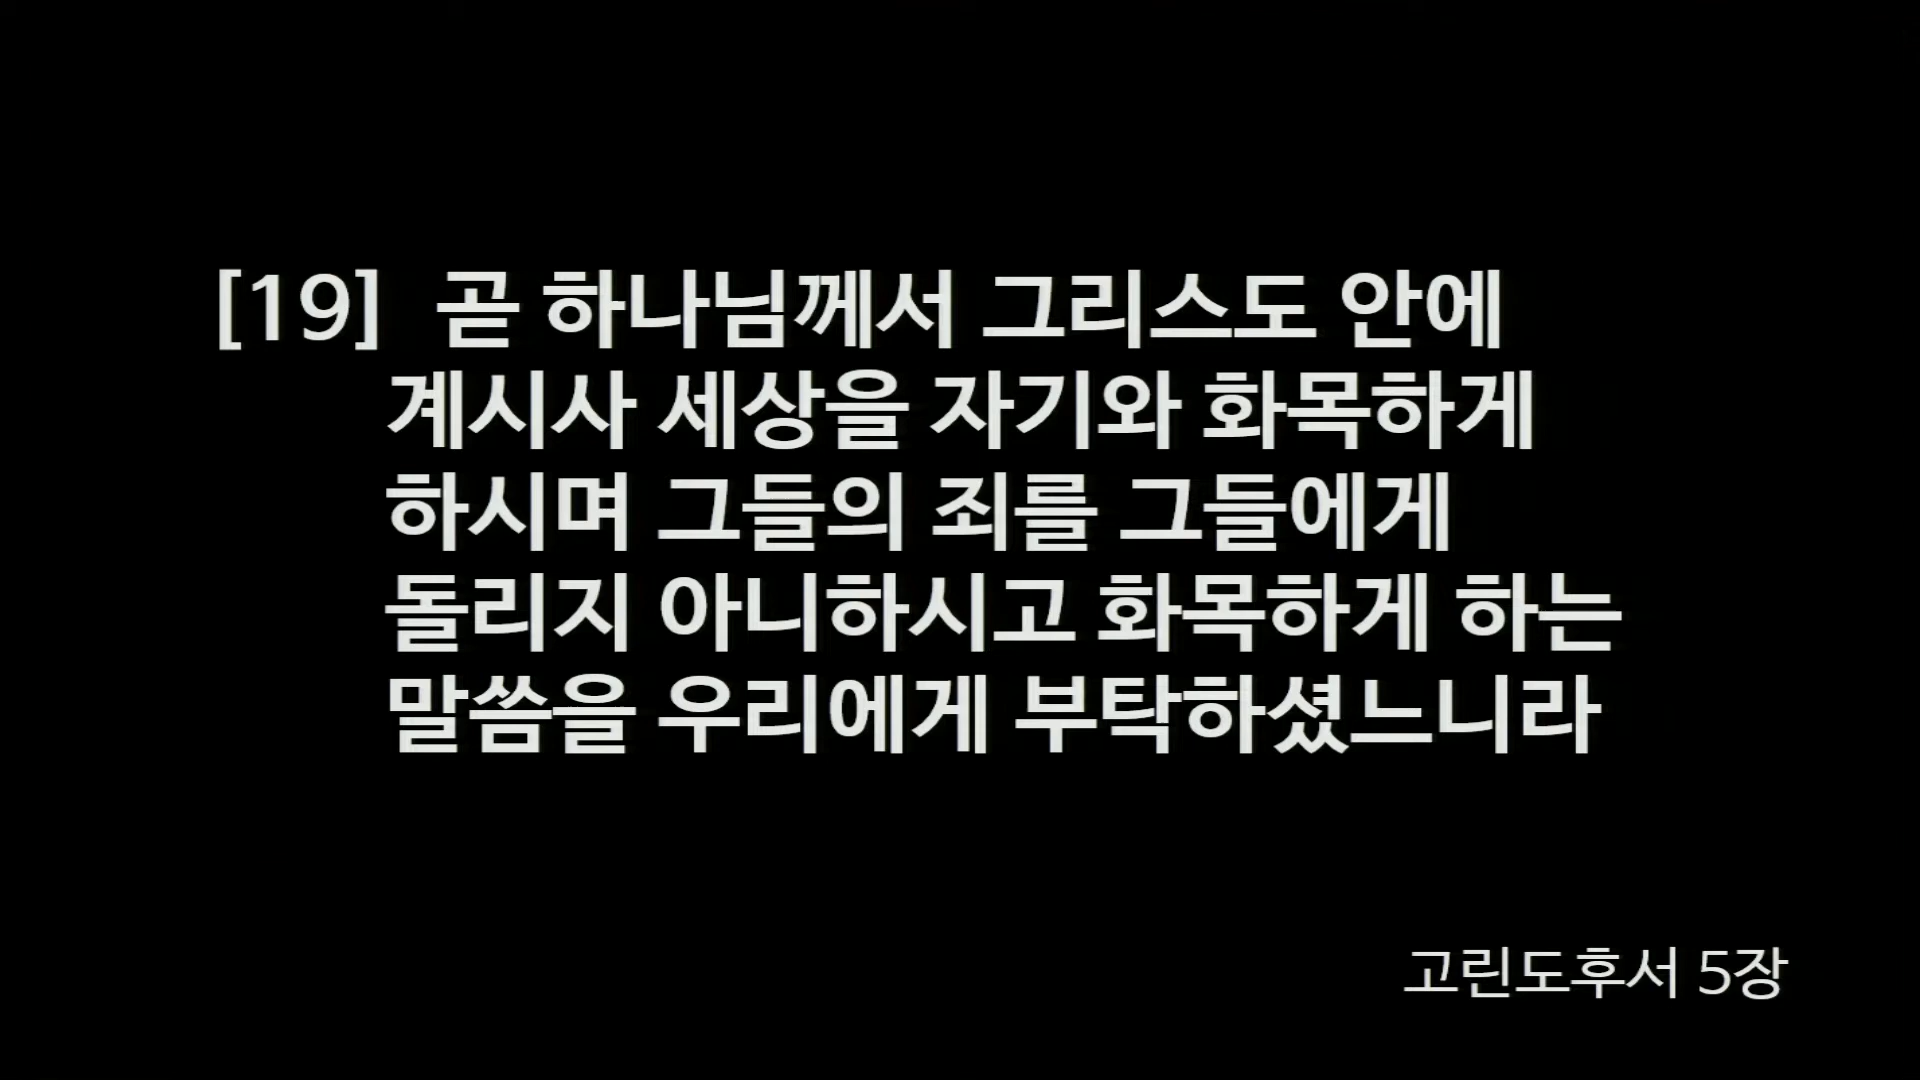 [19] 곧 하나님께서 그리스도 안에
계시사 세상을 자기와 화목하게
하시며 그들의 죄를 그들에게
돌리지 아니하시고 화목하게 하는
말씀을 우리에게 부탁하셨느니라
고린도후서 5장